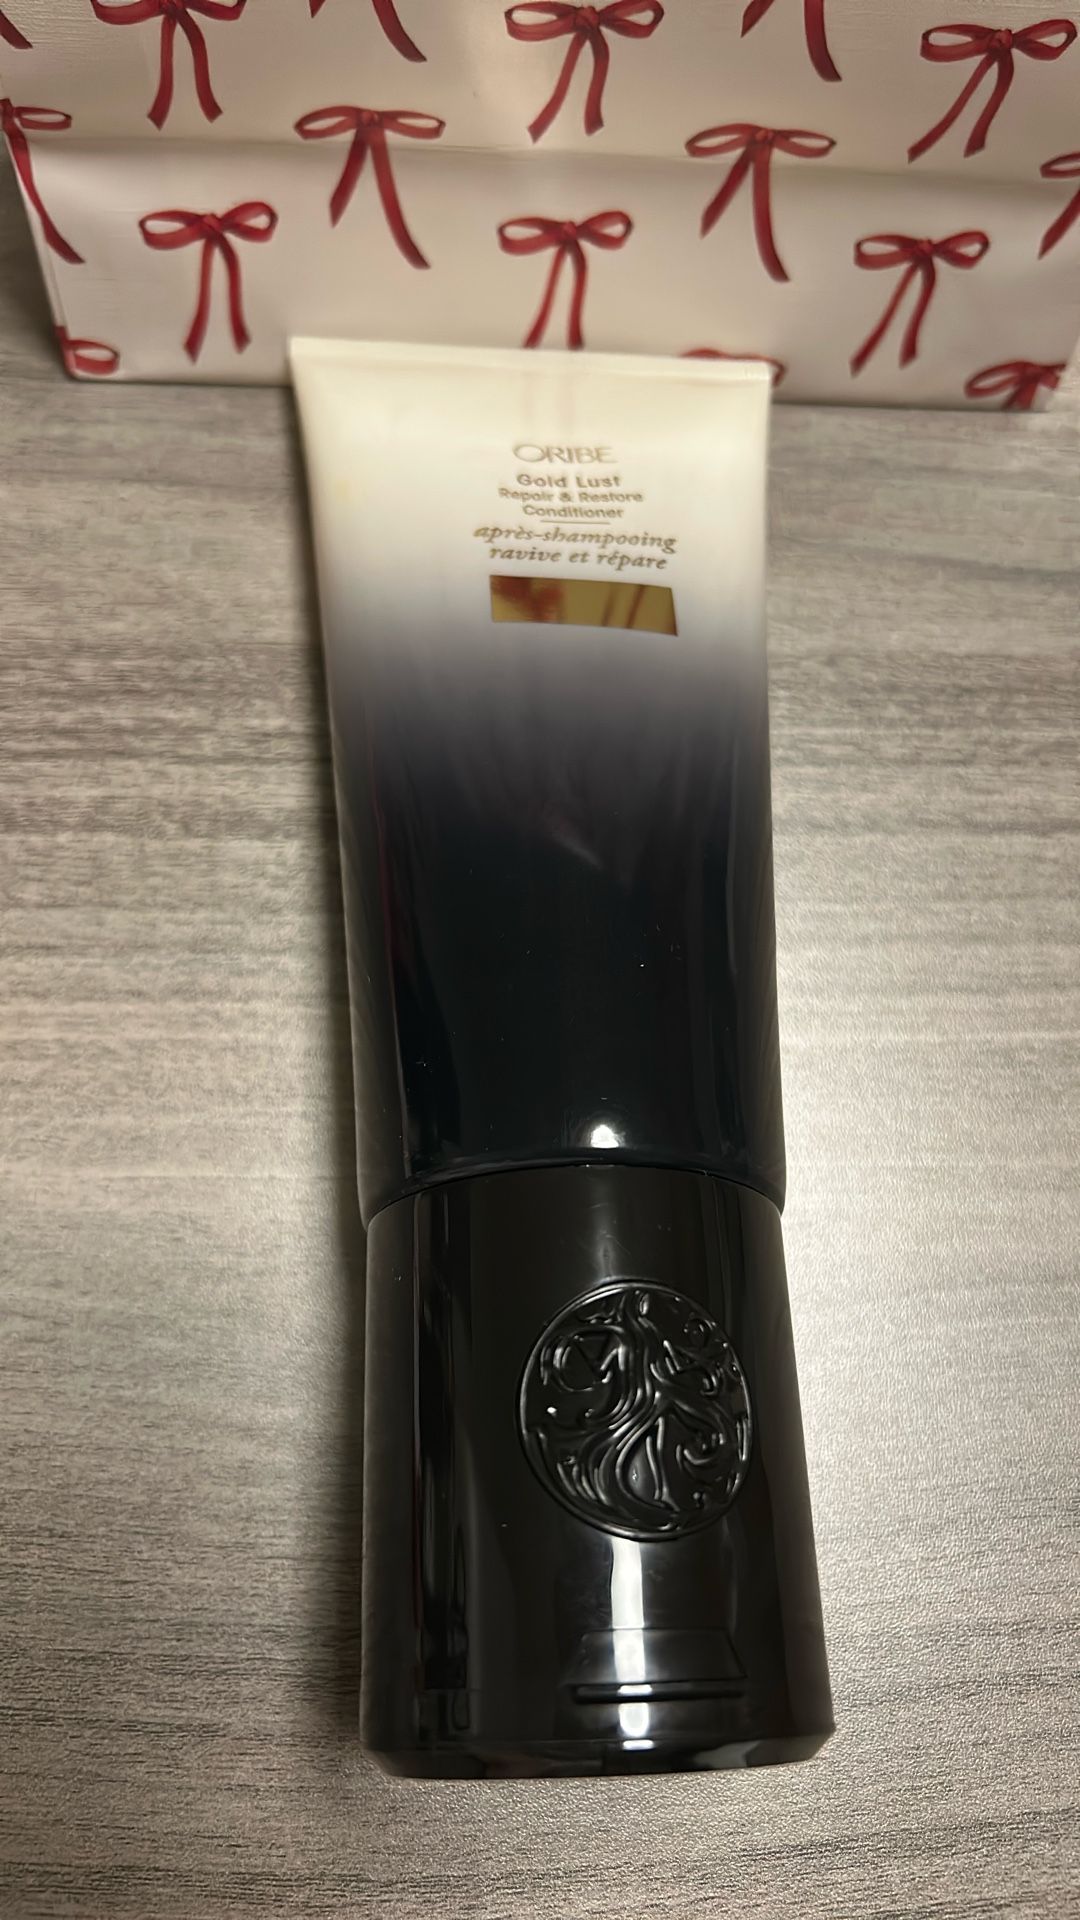 ORIBE
Gold Lust
Repair & Restore
Conditioner
après-shampooing
ravive et répare